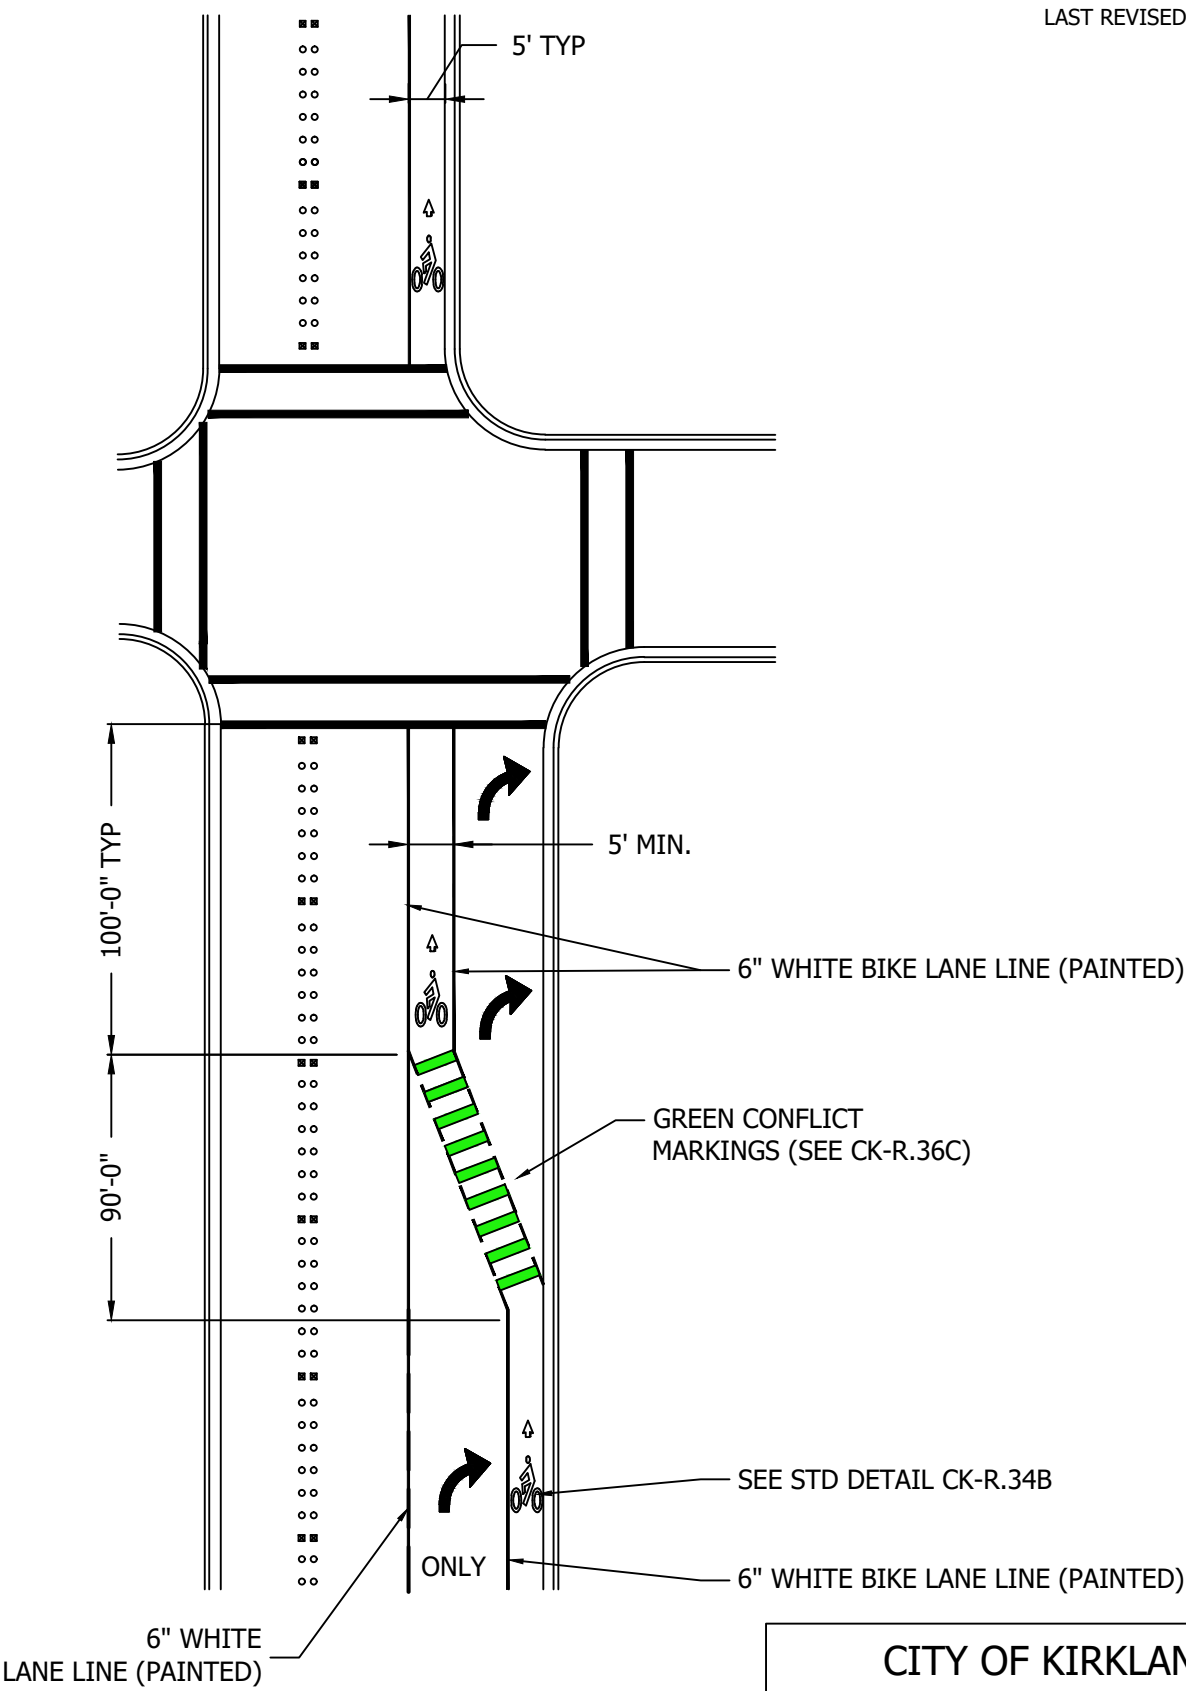 LAST REVISED
5' TYP
100'-0" TYP
5' MIN.
6" WHITE BIKE LANE LINE (PAINTED)
GREEN CONFLICT
MARKINGS (SEE CK-R.36C)
90'-0"
SEE STD DETAIL CK-R.34B
ONLY
6" WHITE BIKE LANE LINE (PAINTED)
6" WHITE
LANE LINE (PAINTED)
CITY OF KIRKLAN